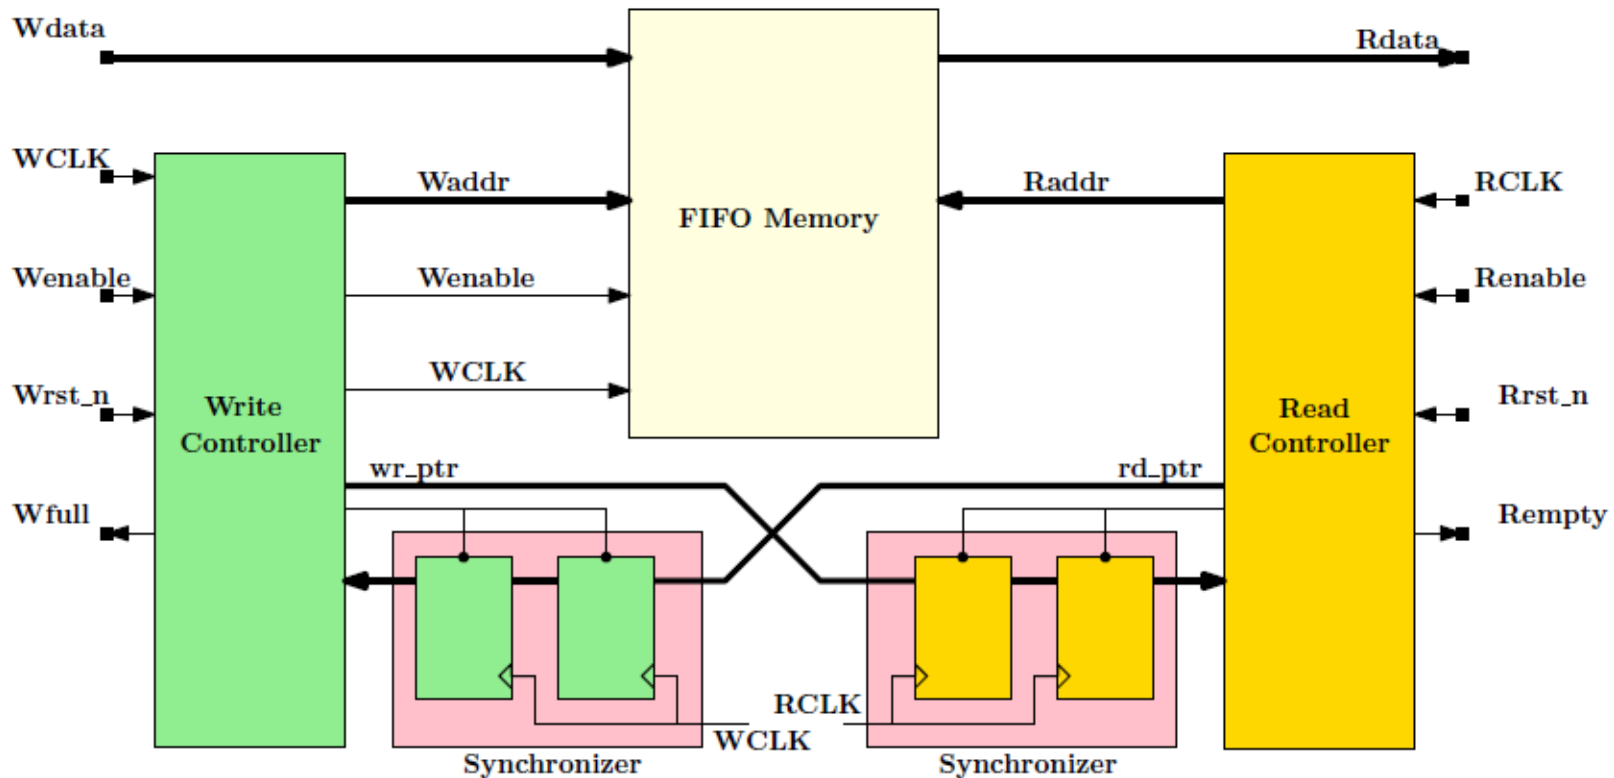 Wdata
Rdata
WCLK
Waddr
Raddr
RCLK
FIFO Memory
Wenable
Wenable
Renable
WCLK
Wrst_n
Write
Controller
Read
Controller
Rrst_n
wr_ptr
rd_ptr
Wfull
Rempty
RCLK
WCLK
Synchronizer
Synchronizer